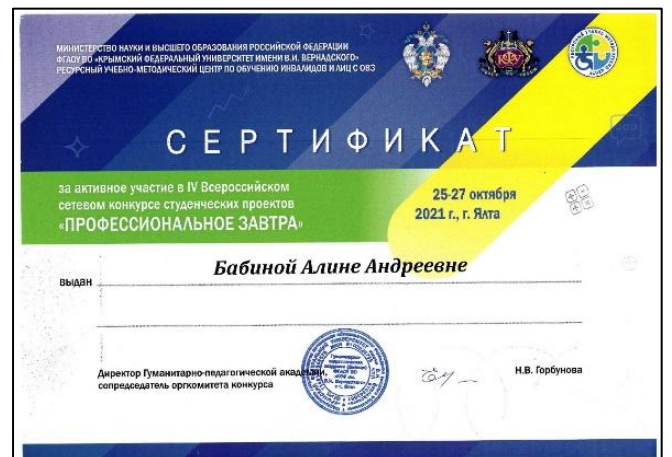 МИНИСТЕРСТВО НАУКИ И ВЫСШЕГО ОБРАЗОВАНИЯ РОССИЙСКОЙ ФЕДЕРАЦИИ
ФГАОУ ВО «КРЫМСКИЙ ФЕДЕРАЛЬНЫЙ УНИВЕРСИТЕТ ИМЕНИ В.И. ВЕРНАДСКОГО»
РЕСУРСНЫЙ УЧЕБНО-МЕТОДИЧЕСКИЙ ЦЕНТР ПО ОБУЧЕНИЮ ИНВАЛИДОВ И ЛИЦ С ОВЗ
СЕРТИФИКАТ
за активное участие в IV Всероссийском
сетевом конкурсе студенческих проектов
«ПРОФЕССИОНАЛЬНОЕ ЗАВТРА»
25-27 октября
2021 г., г. Ялта
Бабиной Алине Андреевне
выдан
Директор Гуманитарно-педагогической академии,
сопредседатель оргкомитета конкурса
Н.В. Горбунова